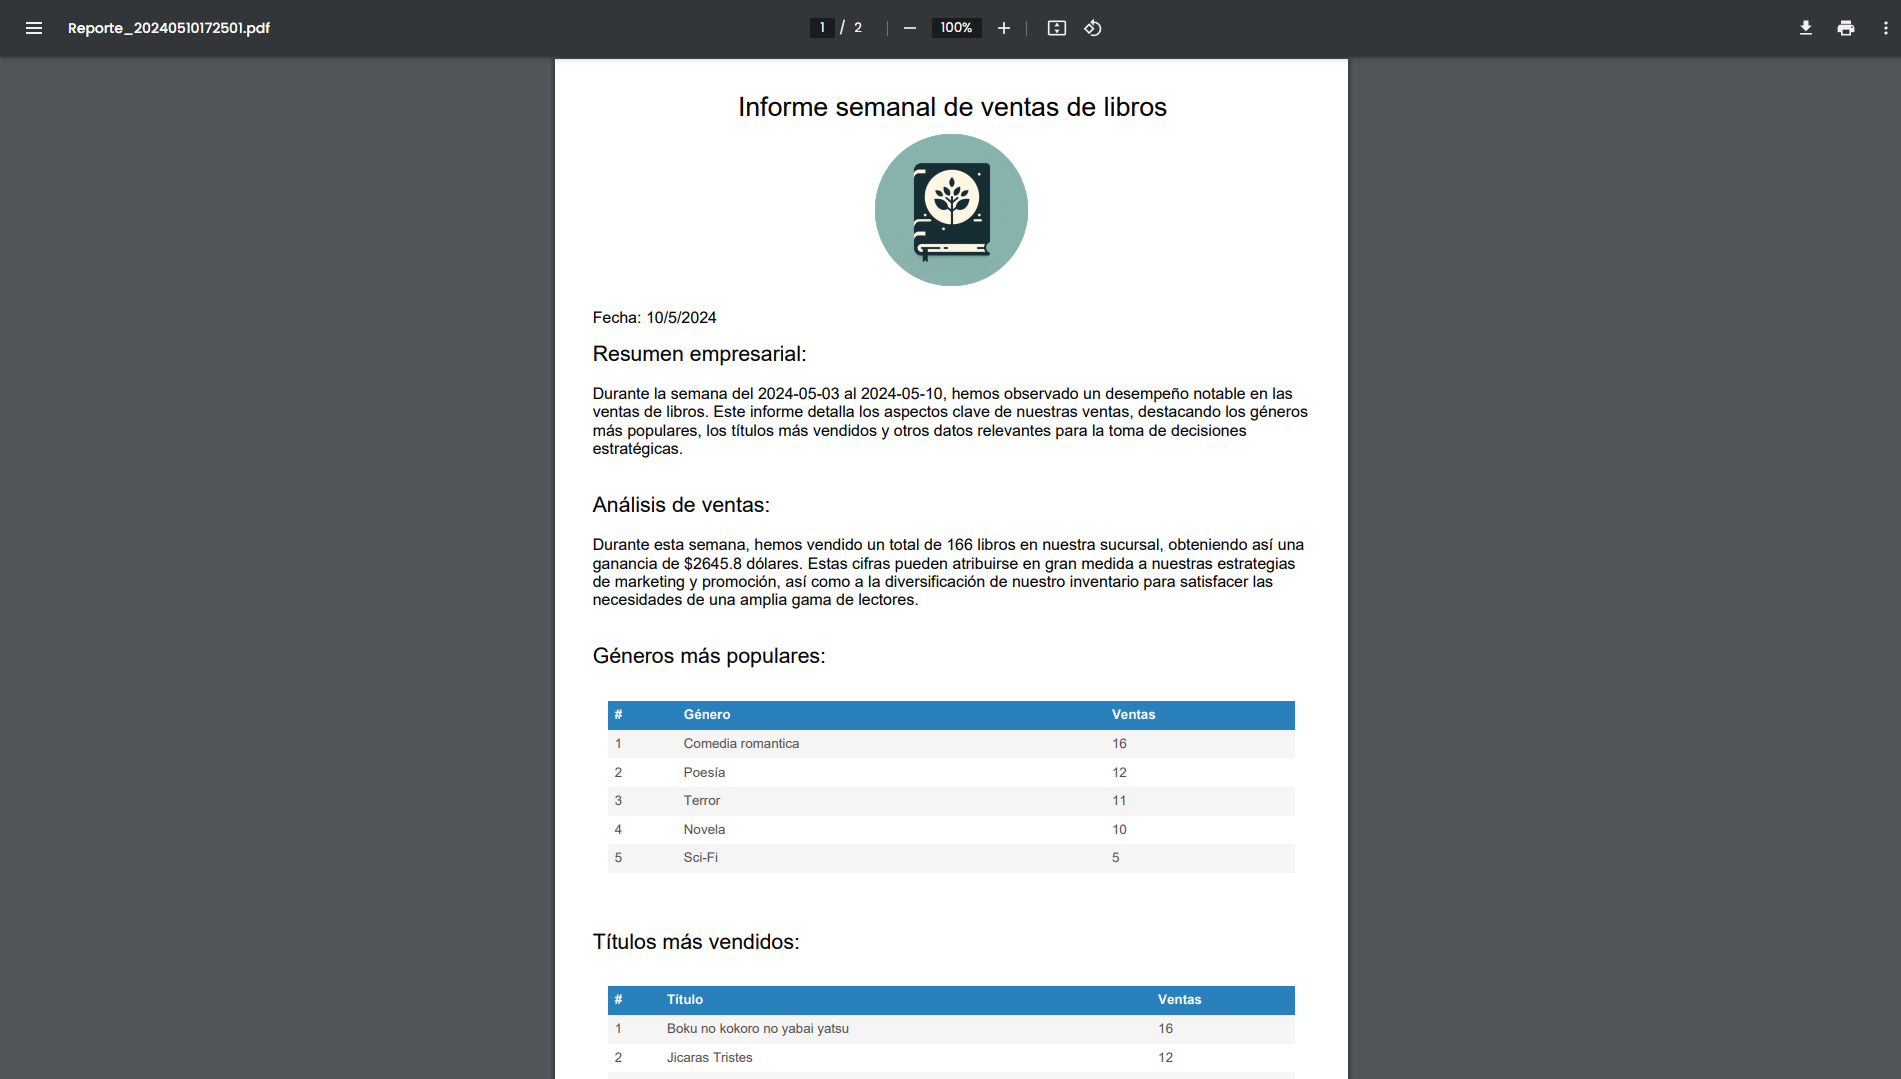 Reporte_20240510172501.pdf
1 / 2
100%
Informe semanal de ventas de libros
Fecha: 10/5/2024
Resumen empresarial:
Durante la semana del 2024-05-03 al 2024-05-10, hemos observado un desempeño notable en las
ventas de libros. Este informe detalla los aspectos clave de nuestras ventas, destacando los géneros
más populares, los títulos más vendidos y otros datos relevantes para la toma de decisiones
estratégicas.
Análisis de ventas:
Durante esta semana, hemos vendido un total de 166 libros en nuestra sucursal, obteniendo así una
ganancia de $2645.8 dólares. Estas cifras pueden atribuirse en gran medida a nuestras estrategias
de marketing y promoción, así como a la diversificación de nuestro inventario para satisfacer las
necesidades de una amplia gama de lectores.
Géneros más populares:
# Género Ventas
1 Comedia romantica 16
2 Poesía 12
3 Terror 11
4 Novela 10
5 Sci-Fi 5
Títulos más vendidos:
# Título Ventas
1 Boku no kokoro no yabai yatsu 16
2 Jicaras Tristes 12